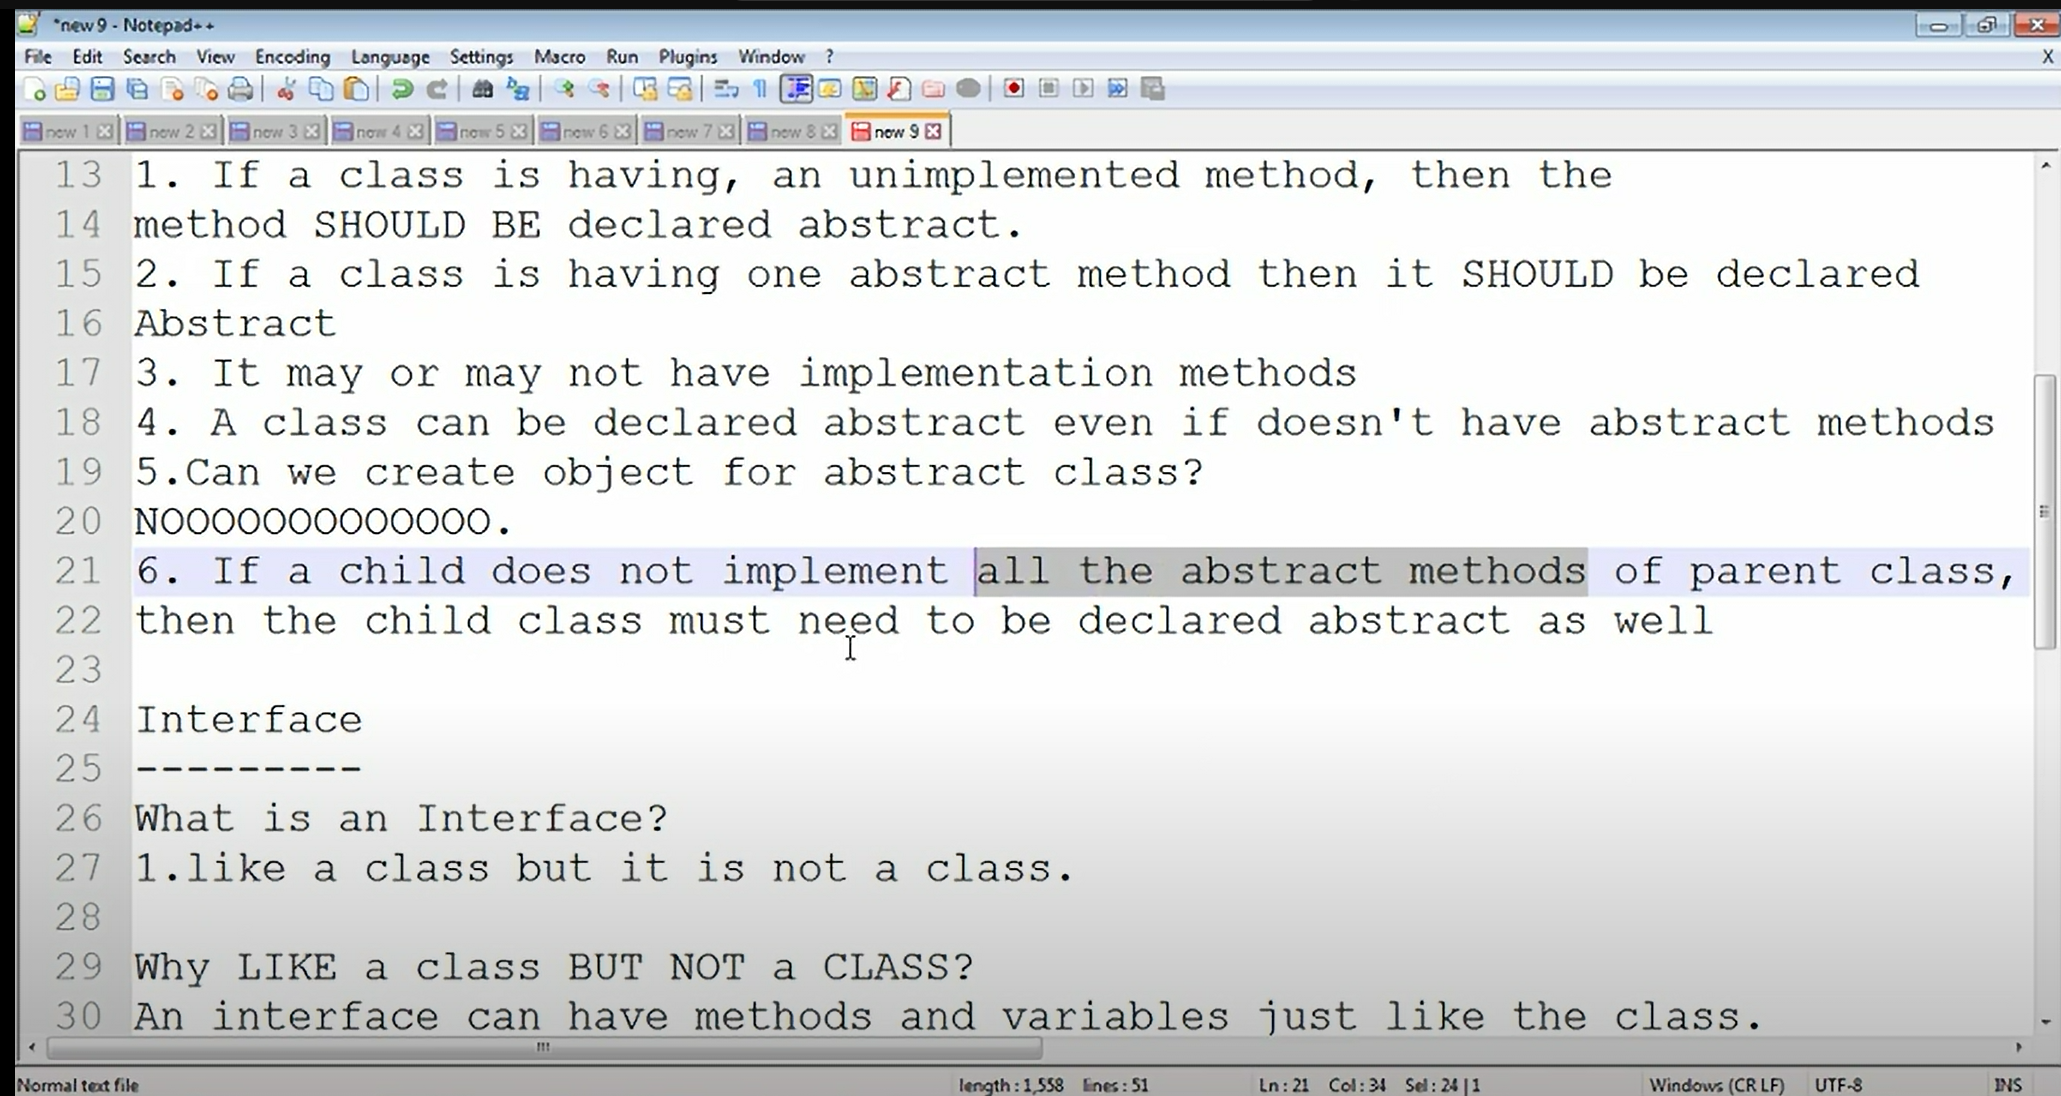 *new 9 - Notepad++
File Edit Search View Encoding Language Settings Macro Run Plugins Window ? X
new 1 new 2 new 3 new 4 new 5 new 6 new 7 new 8 new 9
13 1. If a class is having, an unimplemented method, then the
14 method SHOULD BE declared abstract.
15 2. If a class is having one abstract method then it SHOULD be declared
16 Abstract
17 3. It may or may not have implementation methods
18 4. A class can be declared abstract even if doesn't have abstract methods
19 5.Can we create object for abstract class?
20 NOOOOOOOOOOOOO.
21 6. If a child does not implement all the abstract methods of parent class,
22 then the child class must need to be declared abstract as well
23
24 Interface
25 ---------
26 What is an Interface?
27 1.like a class but it is not a class.
28
29 Why LIKE a class BUT NOT a CLASS?
30 An interface can have methods and variables just like the class.
Normal text file length : 1,558 lines : 51 Ln : 21 Col : 34 Sel : 24 | 1 Windows (CR LF) UTF-8 INS